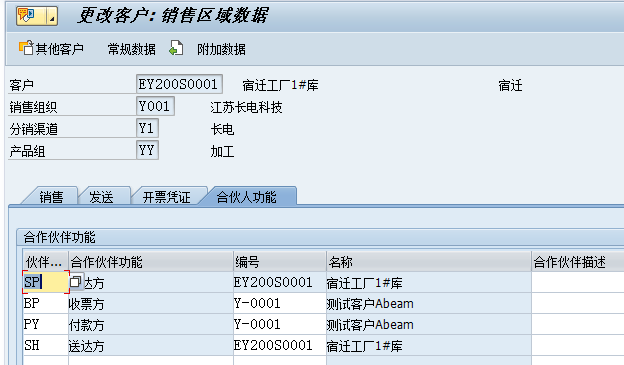 更改客户: 销售区域数据
其他客户 常规数据 附加数据
客户 EY200S0001 宿迁工厂1#库 宿迁
销售组织 Y001 江苏长电科技
分销渠道 Y1 长电
产品组 YY 加工
销售 发送 开票凭证 合伙人功能
合作伙伴功能
伙伴... 合作伙伴功能 编号 名称 合作伙伴描述
SP 达方 EY200S0001 宿迁工厂1#库
BP 收票方 Y-0001 测试客户Abeam
PY 付款方 Y-0001 测试客户Abeam
SH 送达方 EY200S0001 宿迁工厂1#库